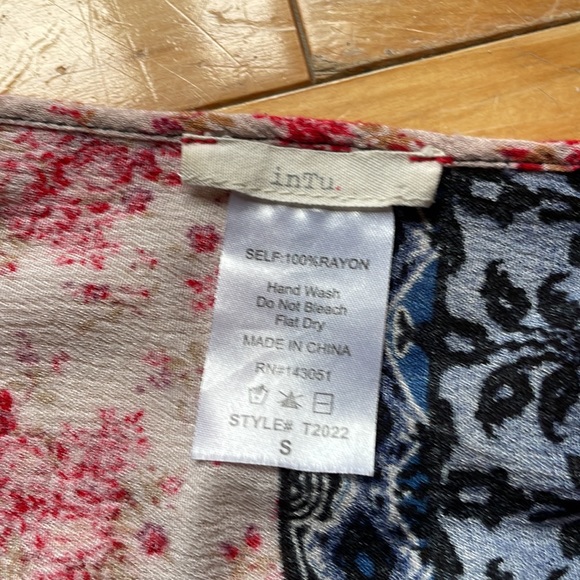 inTu.
SELF:100%RAYON
Hand Wash
Do Not Bleach
Flat Dry
MADE IN CHINA
RN#143051
STYLE# T2022
S